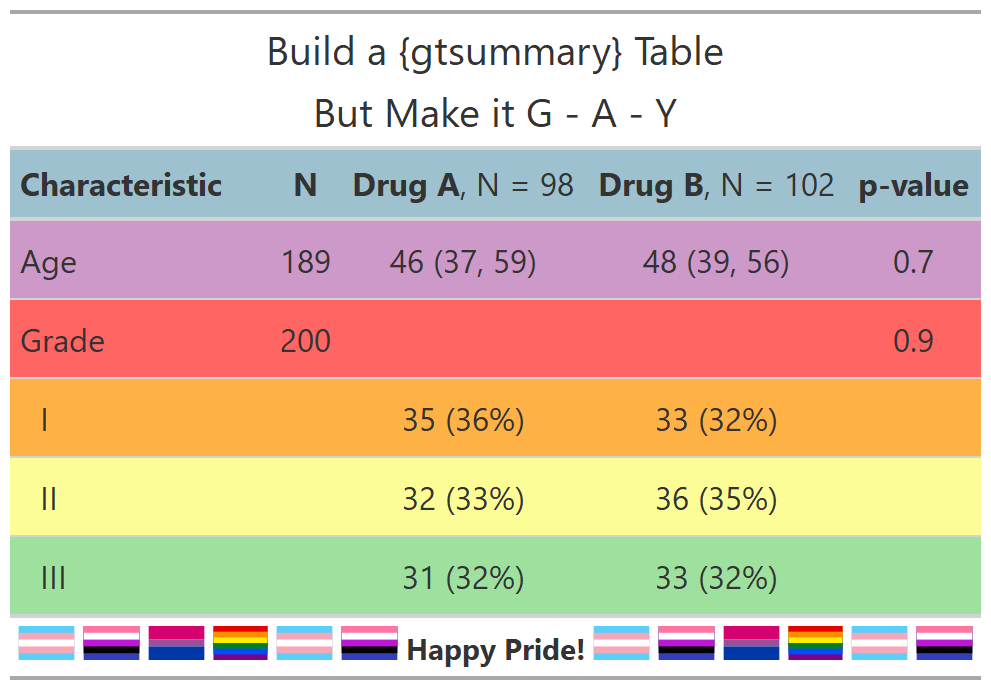 Build a {gtsummary} Table
But Make it G - A - Y
Characteristic N Drug A, N = 98 Drug B, N = 102 p-value
Age 189 46 (37, 59) 48 (39, 56) 0.7
Grade 200 0.9
I 35 (36%) 33 (32%)
II 32 (33%) 36 (35%)
III 31 (32%) 33 (32%)
Happy Pride!